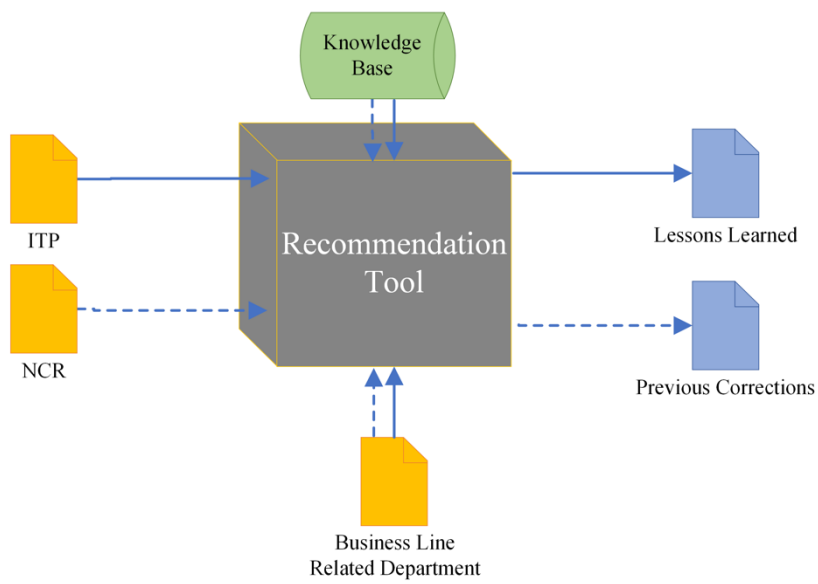 Knowledge
Base
ITP
Recommendation
Tool
Lessons Learned
NCR
Previous Corrections
Business Line
Related Department